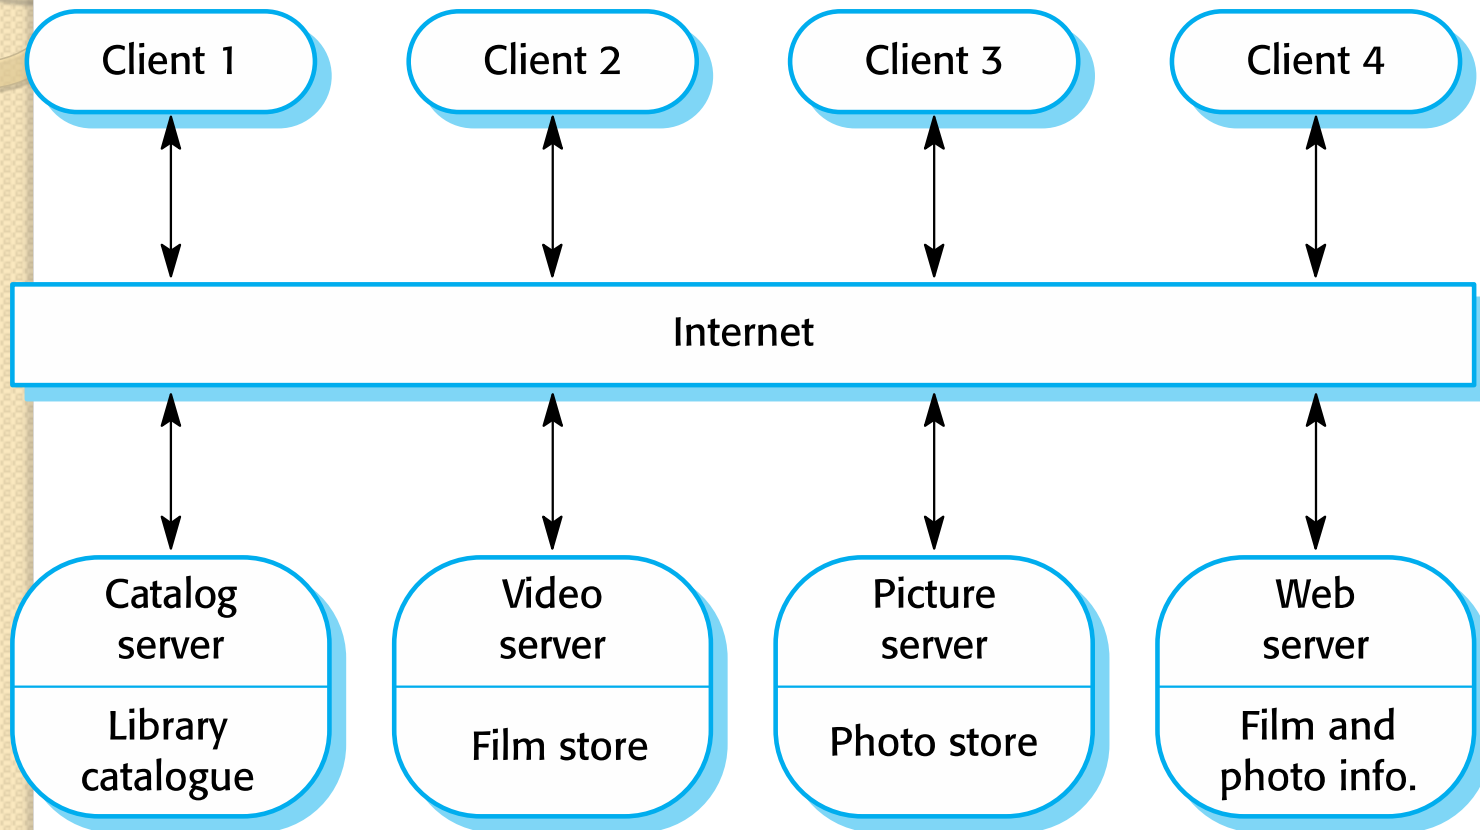 Client 1
Client 2
Client 3
Client 4
Internet
Catalog
server
Library
catalogue
Video
server
Film store
Picture
server
Photo store
Web
server
Film and
photo info.